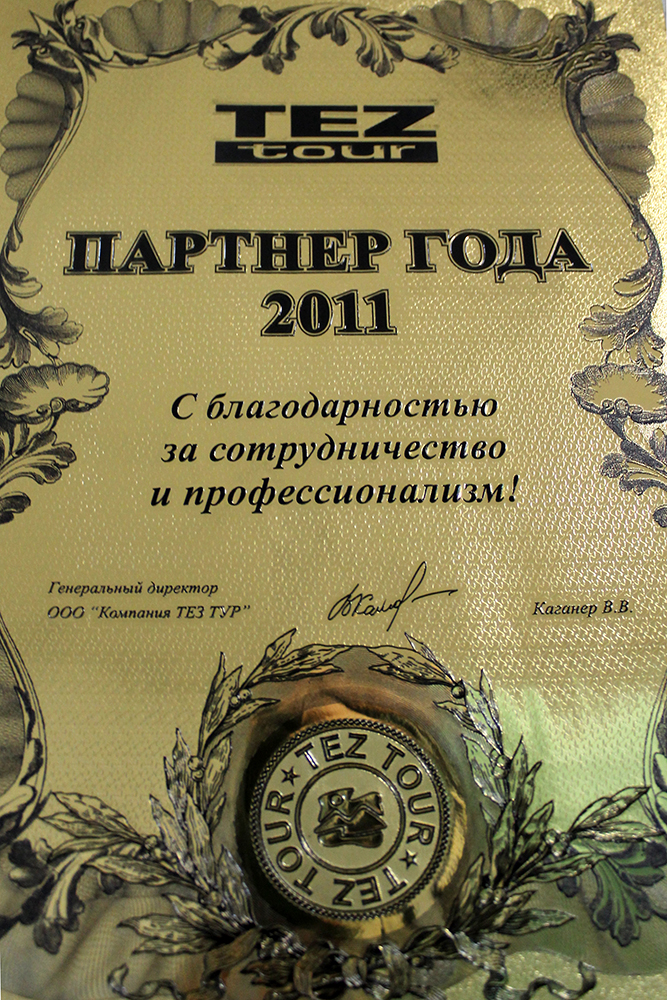 TEZ
tour
ПАРТНЕР ГОДА
2011
С благодарностью
за сотрудничество
и профессионализм!
Генеральный директор
ООО "Компания ТЕЗ ТУР"
Каганер В.В.
TEZ TOUR ★ TEZ TOUR ★